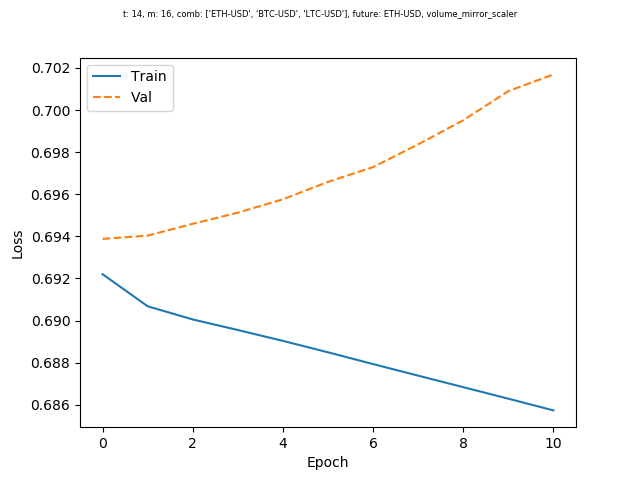 t: 14, m: 16, comb: ['ETH-USD', 'BTC-USD', 'LTC-USD'], future: ETH-USD, volume_mirror_scaler
Train
Val
0.702
0.700
0.698
0.696
0.694
0.692
0.690
0.688
0.686
Loss
0 2 4 6 8 10
Epoch